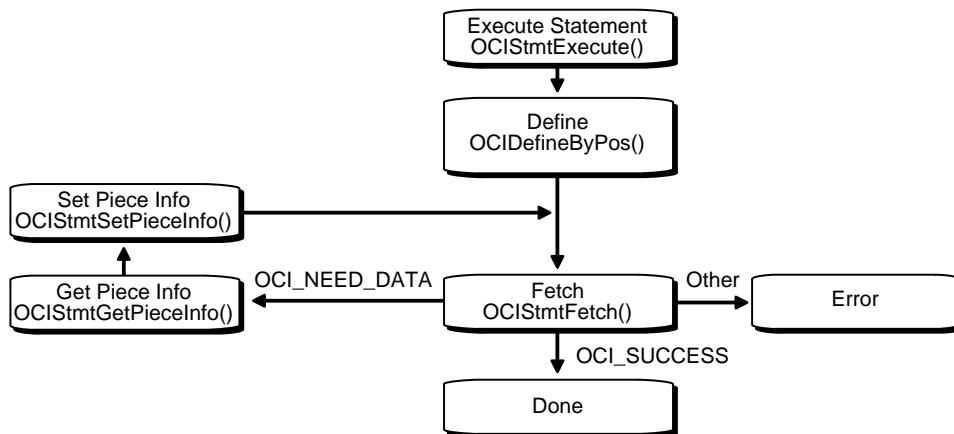 Execute Statement
OCIStmtExecute()
Define
OCIDefineByPos()
Set Piece Info
OCIStmtSetPieceInfo()
OCI_NEED_DATA
Get Piece Info
OCIStmtGetPieceInfo()
Fetch
OCIStmtFetch()
Other
Error
OCI_SUCCESS
Done